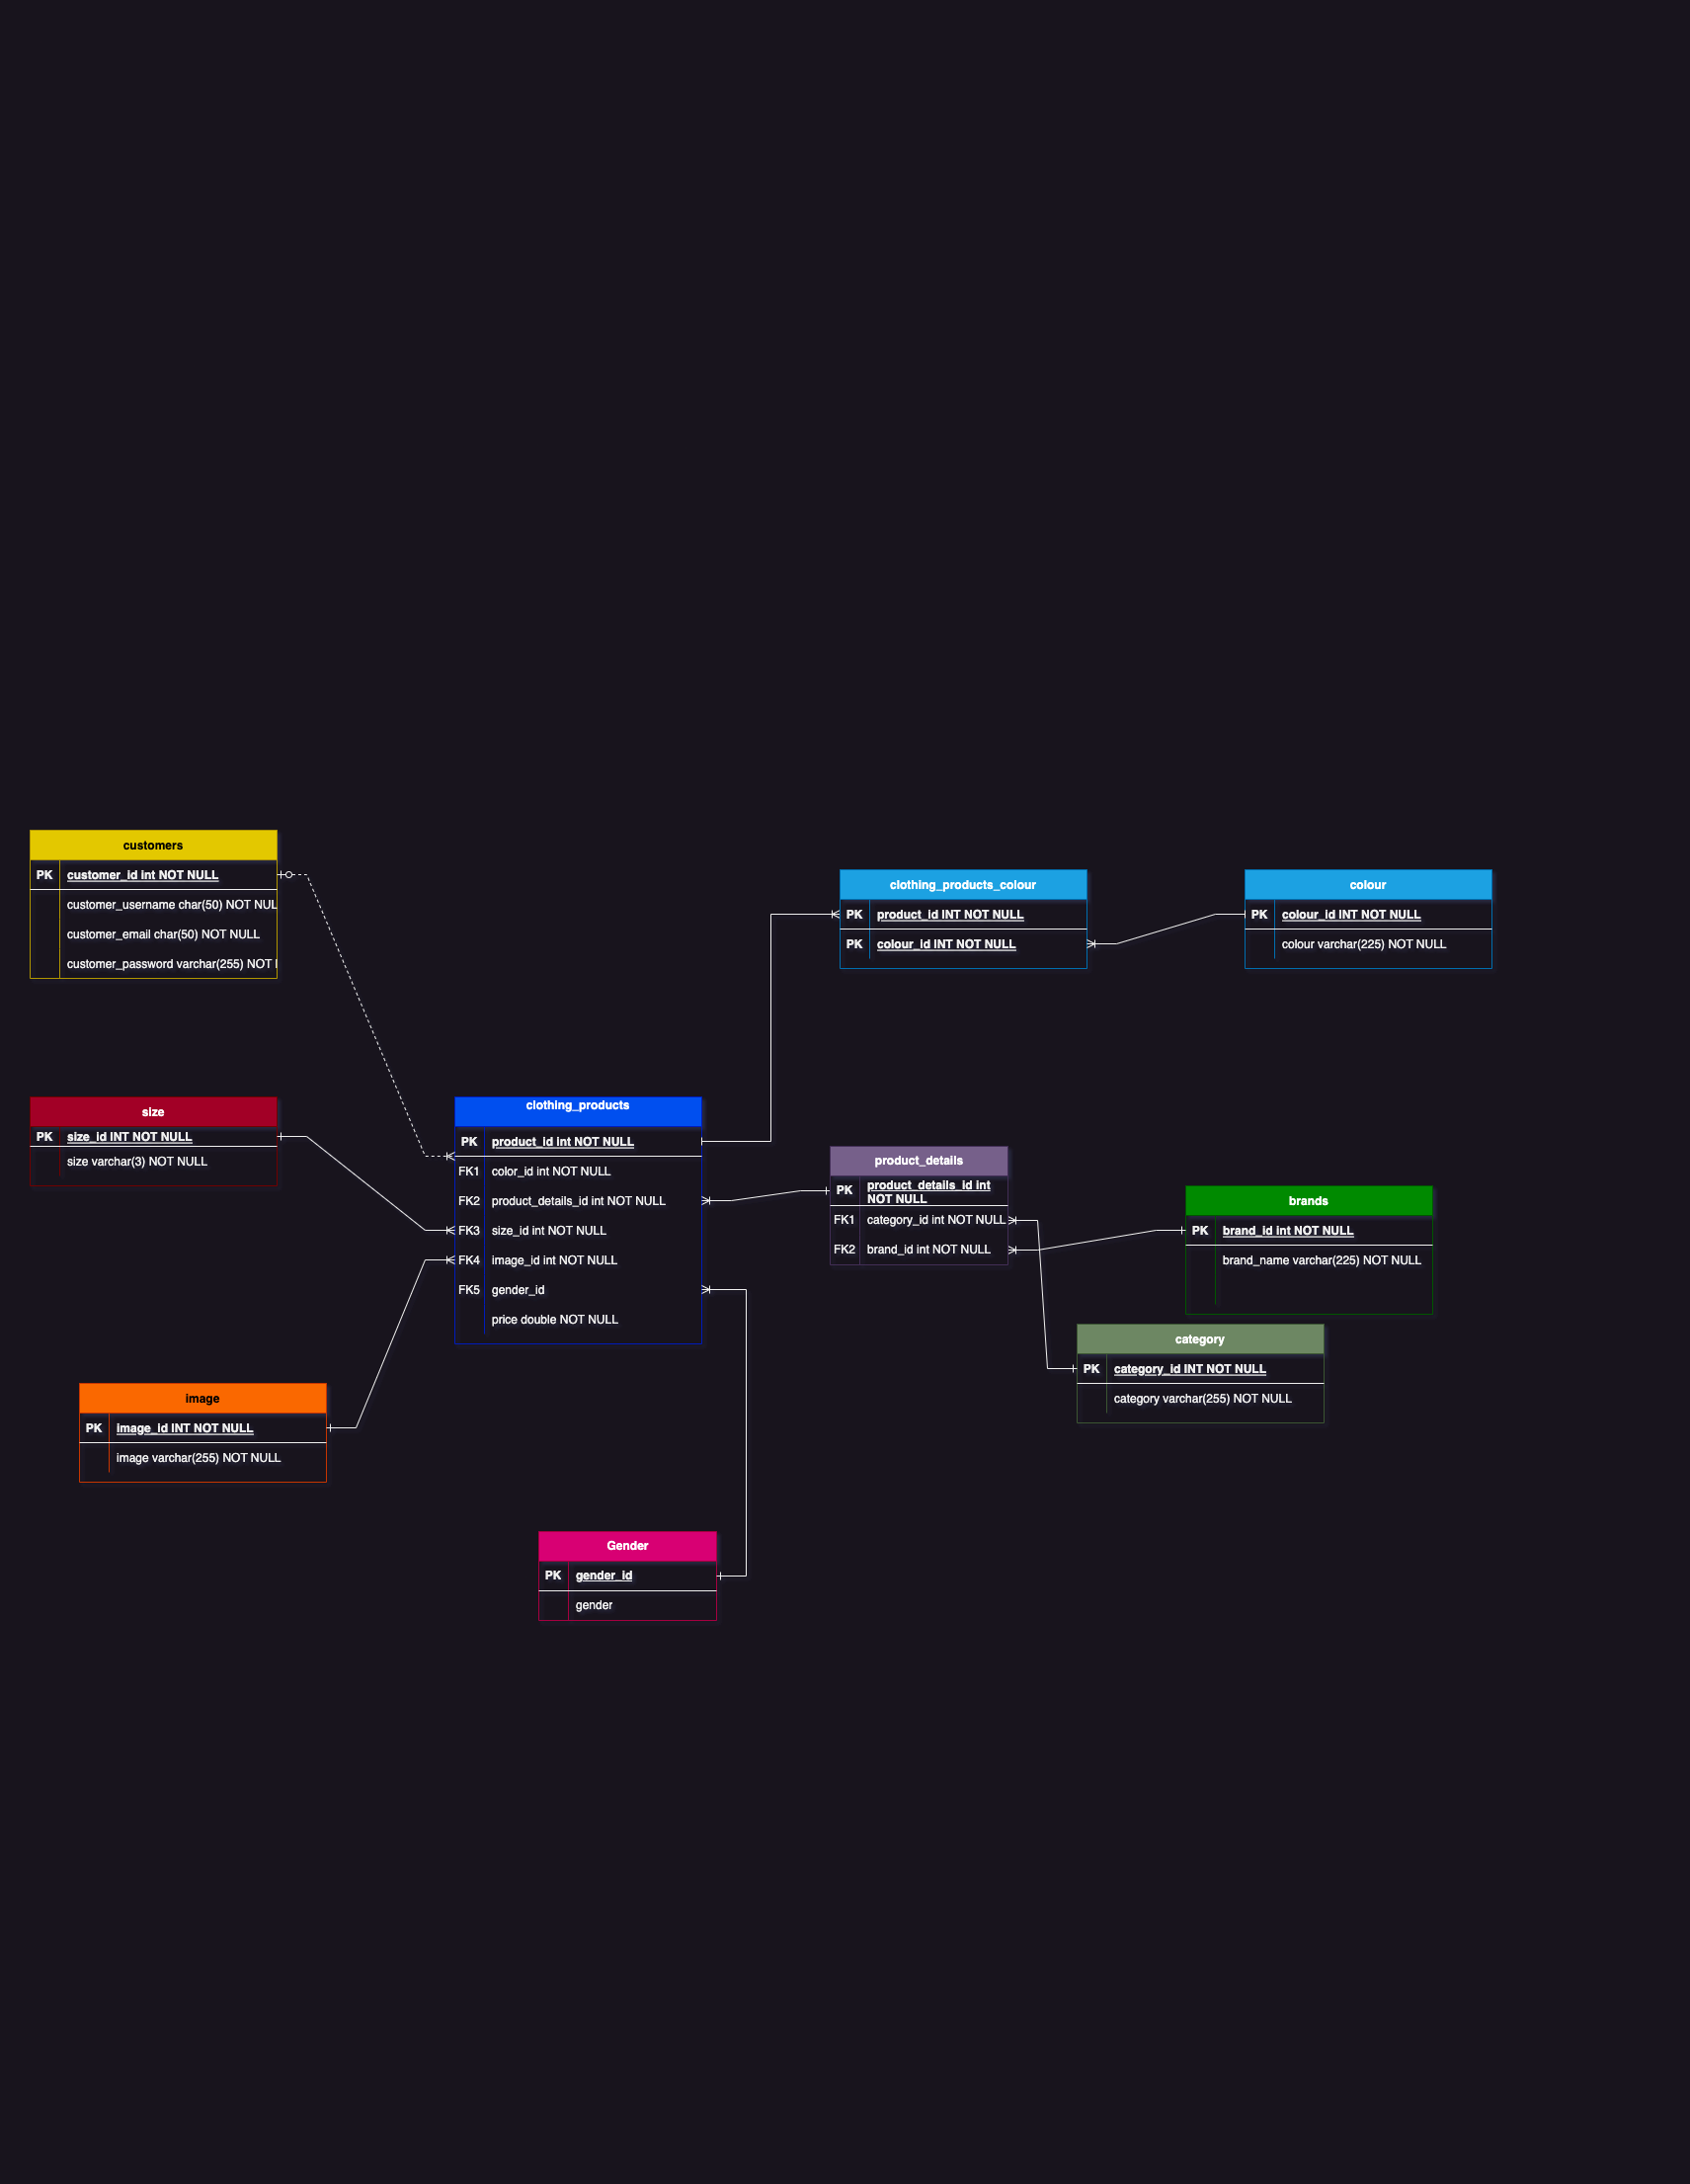 customers
PK customer_id int NOT NULL
customer_username char(50) NOT NUL
customer_email char(50) NOT NULL
customer_password varchar(255) NOT
clothing_products_colour
PK product_id INT NOT NULL
PK colour_id INT NOT NULL
colour
PK colour_id INT NOT NULL
colour varchar(225) NOT NULL
size
PK size_id INT NOT NULL
size varchar(3) NOT NULL
clothing_products
PK product_id int NOT NULL
FK1 color_id int NOT NULL
FK2 product_details_id int NOT NULL
FK3 size_id int NOT NULL
FK4 image_id int NOT NULL
FK5 gender_id
price double NOT NULL
product_details
PK product_details_id int
NOT NULL
FK1 category_id int NOT NULL
FK2 brand_id int NOT NULL
brands
PK brand_id int NOT NULL
brand_name varchar(225) NOT NULL
category
PK category_id INT NOT NULL
category varchar(255) NOT NULL
image
PK image_id INT NOT NULL
image varchar(255) NOT NULL
Gender
PK gender_id
gender